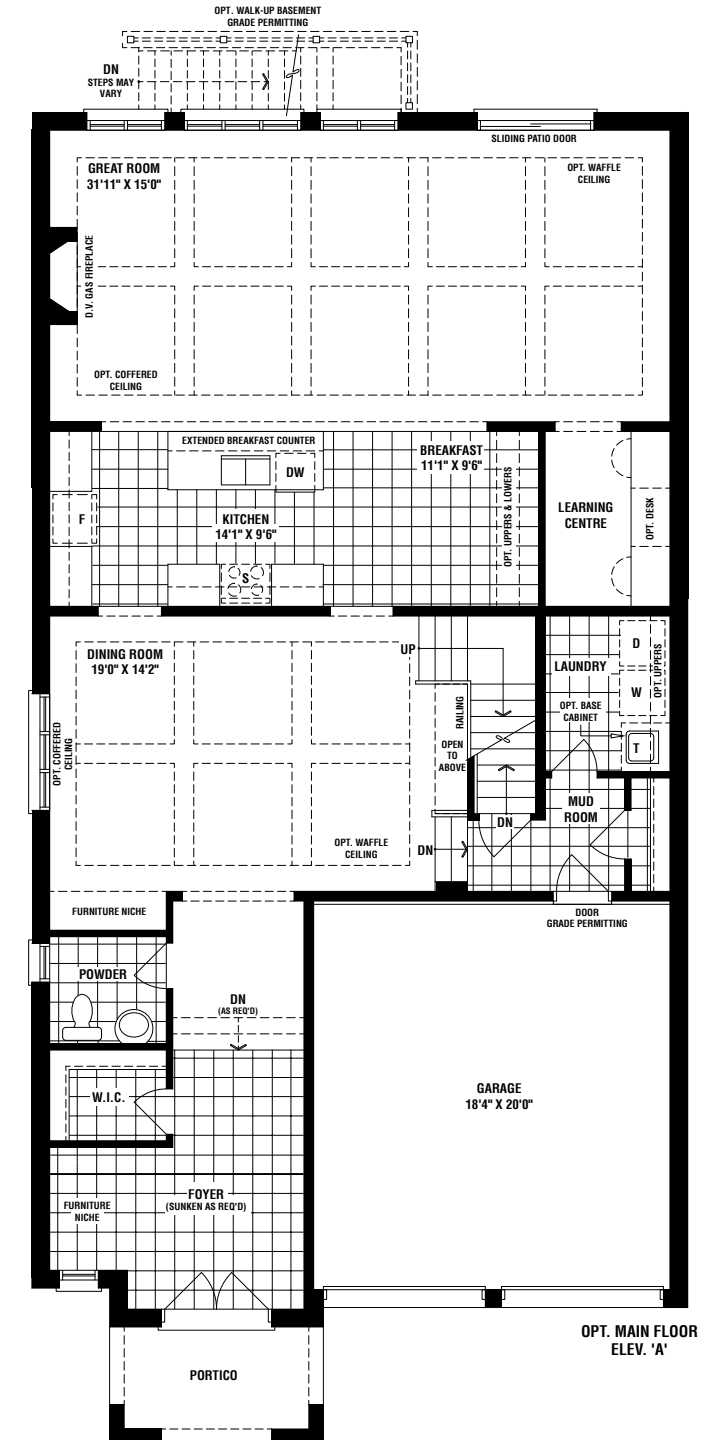 OPT. WALK-UP BASEMENT
GRADE PERMITTING
DN
STEPS MAY
VARY
SLIDING PATIO DOOR
GREAT ROOM
31'11" X 15'0"
OPT. WAFFLE
CEILING
D.V. GAS FIREPLACE
OPT. COFFERED
CEILING
EXTENDED BREAKFAST COUNTER
DW
BREAKFAST
11'1" X 9'6"
F
KITCHEN
14'1" X 9'6"
S
OPT. UPPERS & LOWERS
LEARNING
CENTRE
OPT. DESK
DINING ROOM
19'0" X 14'2"
OPT. COFFERED
CEILING
OPT. WAFFLE
CEILING
UP
RAILING
OPEN
TO
ABOVE
DN
DN
LAUNDRY
D
W
OPT. UPPERS
OPT. BASE
CABINET
T
MUD
ROOM
DOOR
GRADE PERMITTING
FURNITURE NICHE
POWDER
DN
(AS REQ'D)
W.I.C.
GARAGE
18'4" X 20'0"
FOYER
(SUNKEN AS REQ'D)
FURNITURE
NICHE
PORTICO
OPT. MAIN FLOOR
ELEV. 'A'